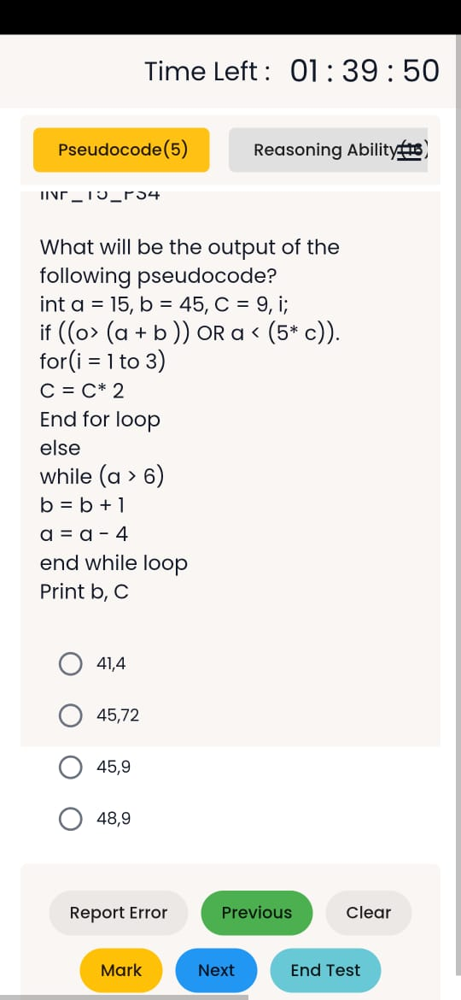 Time Left : 01 : 39 : 50
Pseudocode(5) Reasoning Ability(16)
INF_15_PS4
What will be the output of the
following pseudocode?
int a = 15, b = 45, C = 9, i;
if ((o> (a + b )) OR a < (5* c)).
for(i = 1 to 3)
C = C* 2
End for loop
else
while (a > 6)
b = b + 1
a = a - 4
end while loop
Print b, C
41,4
45,72
45,9
48,9
Report Error Previous Clear
Mark Next End Test